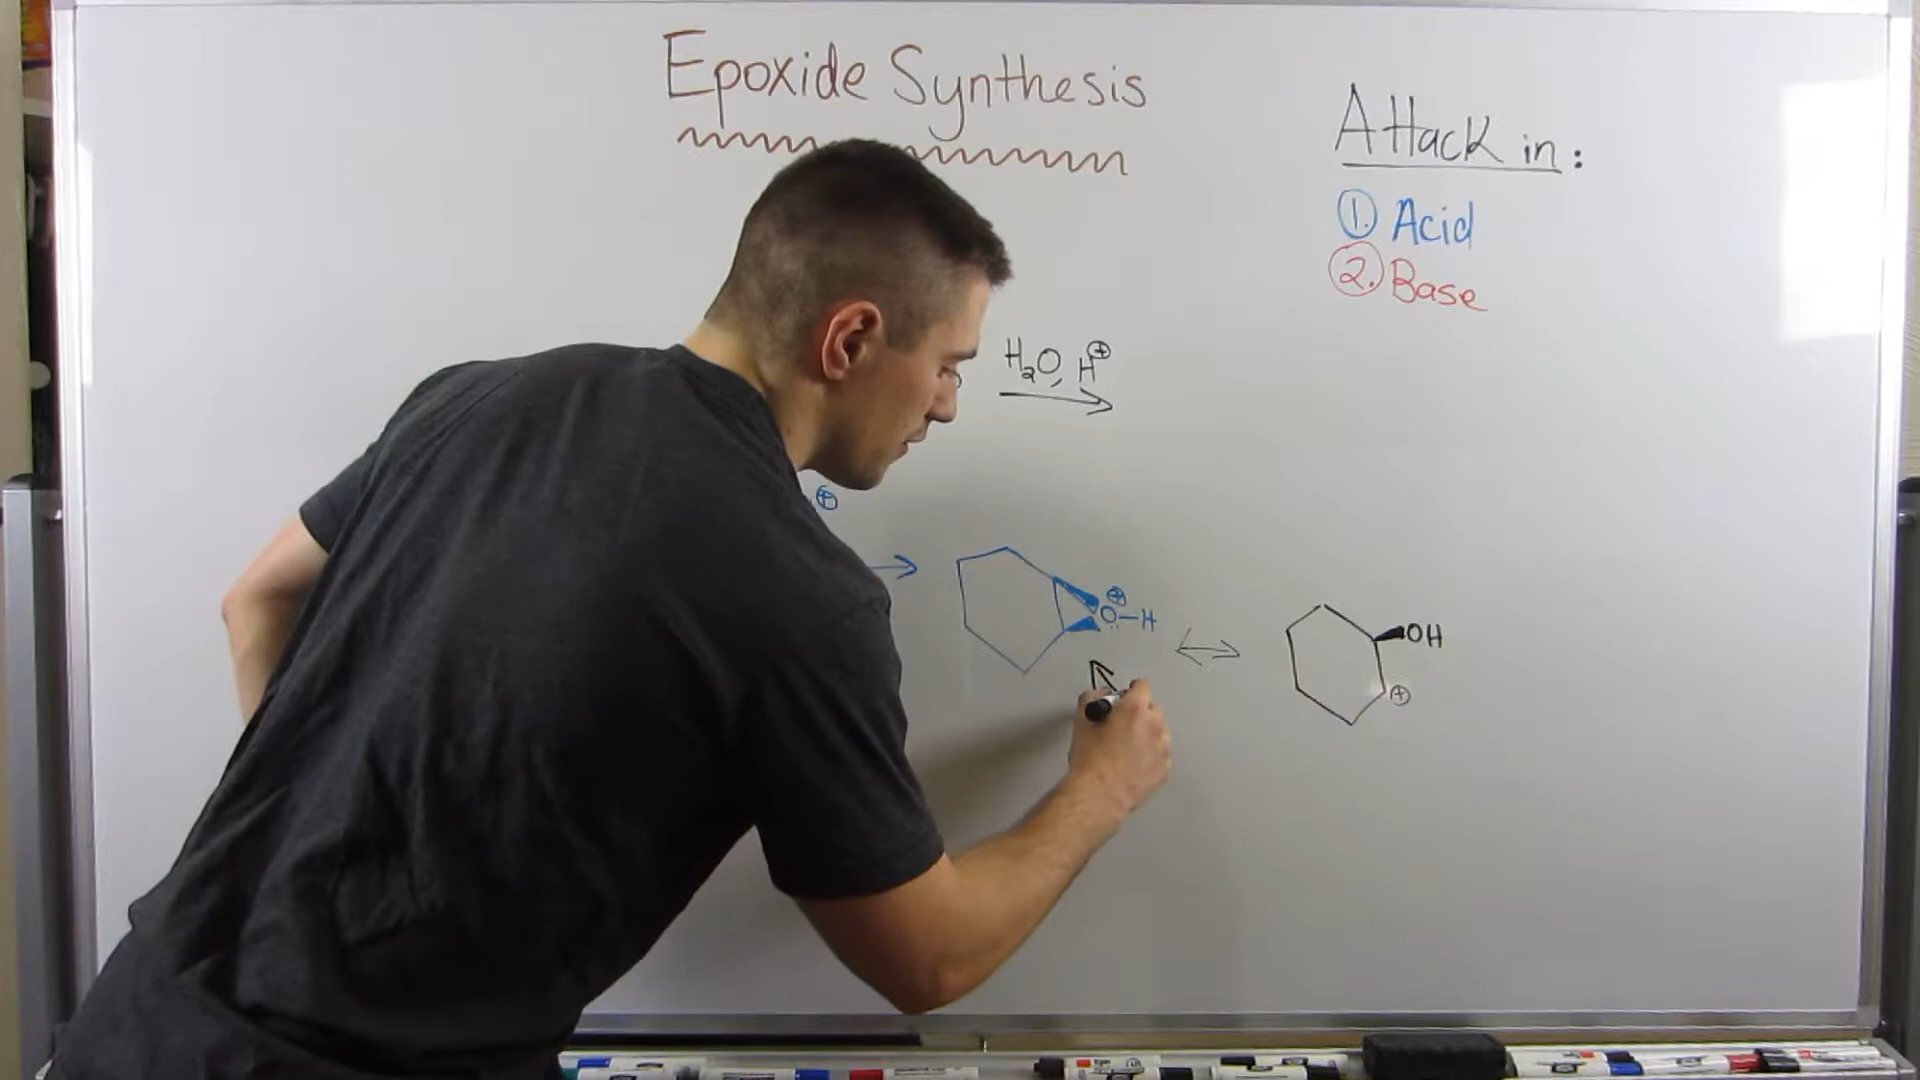 Epoxide Synthesis
Attack in:
1. Acid
2. Base
H2O, H⊕
⊕
⊕
O-H
OH
⊕